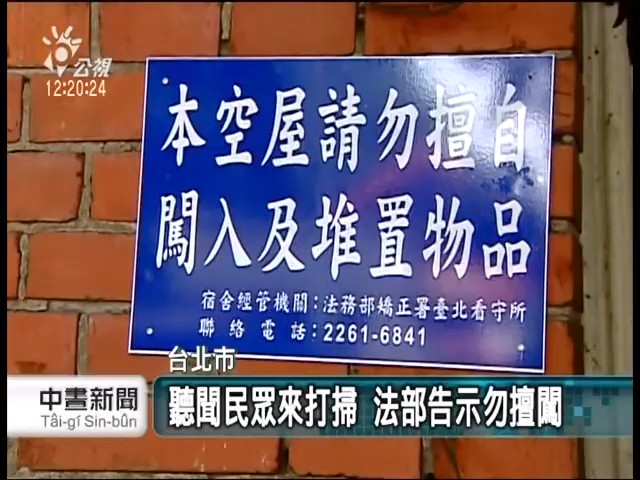 公視
12:20:24
本空屋請勿擅自
闖入及堆置物品
宿舍經管機關：法務部矯正署臺北看守所
聯絡電話：2261-6841
台北市
中晝新聞
Tâi-gí Sin-bûn
聽聞民眾來打掃 法部告示勿擅闖